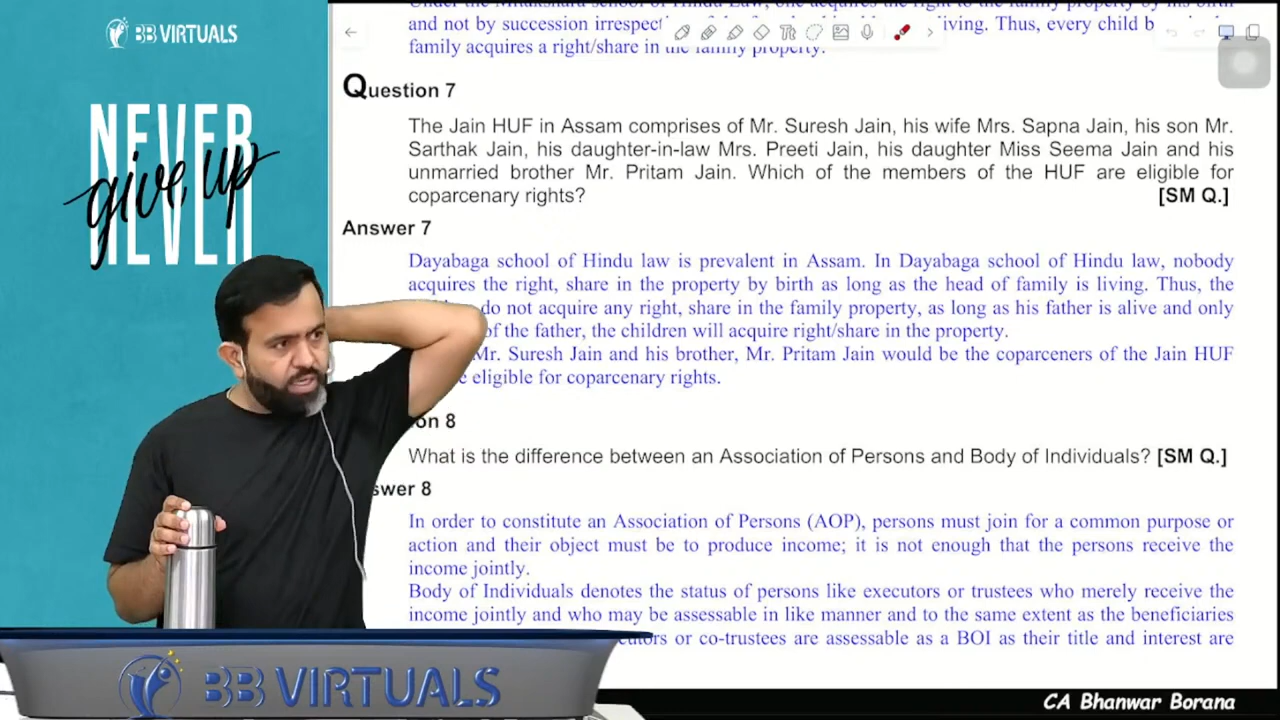 BB VIRTUALS
NEVER
give up
NEVER
and not by succession
living. Thus, every child
family acquires a right/share in the family property.
Question 7
The Jain HUF in Assam comprises of Mr. Suresh Jain, his wife Mrs. Sapna Jain, his son Mr.
Sarthak Jain, his daughter-in-law Mrs. Preeti Jain, his daughter Miss Seema Jain and his
unmarried brother Mr. Pritam Jain. Which of the members of the HUF are eligible for
coparcenary rights? [SM Q.]
Answer 7
Dayabaga school of Hindu law is prevalent in Assam. In Dayabaga school of Hindu law, nobody
acquires the right, share in the property by birth as long as the head of family is living. Thus, the
do not acquire any right, share in the family property, as long as his father is alive and only
of the father, the children will acquire right/share in the property.
Mr. Suresh Jain and his brother, Mr. Pritam Jain would be the coparceners of the Jain HUF
eligible for coparcenary rights.
8
What is the difference between an Association of Persons and Body of Individuals? [SM Q.]
8
In order to constitute an Association of Persons (AOP), persons must join for a common purpose or
action and their object must be to produce income; it is not enough that the persons receive the
income jointly.
Body of Individuals denotes the status of persons like executors or trustees who merely receive the
income jointly and who may be assessable in like manner and to the same extent as the beneficiaries
or co-trustees are assessable as a BOI as their title and interest are
BB VIRTUALS
CA Bhanwar Borana